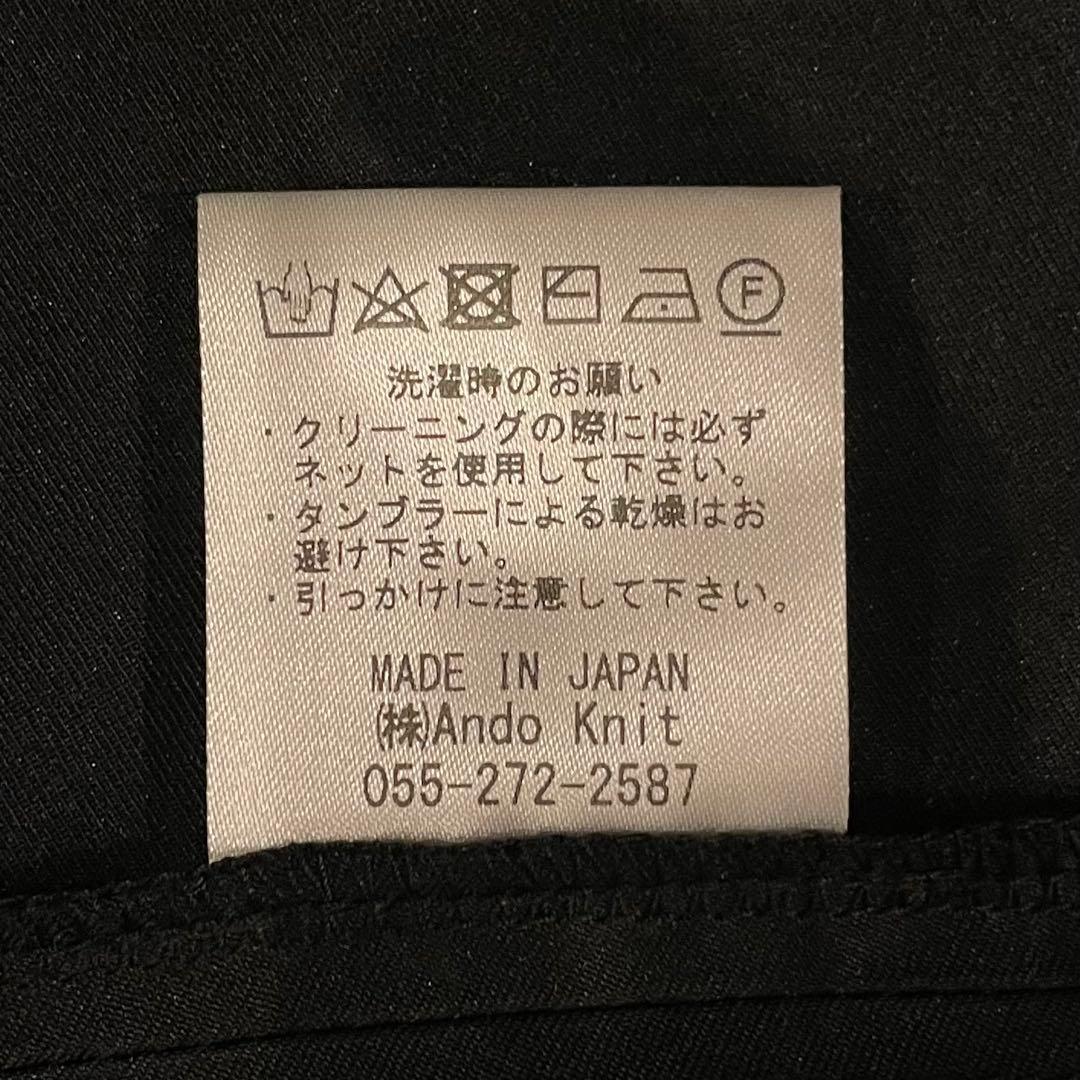 F
洗濯時のお願い
・クリーニングの際には必ず
ネットを使用して下さい。
・タンブラーによる乾燥はお
避け下さい。
・引っかけに注意して下さい。
MADE IN JAPAN
㈱Ando Knit
055-272-2587